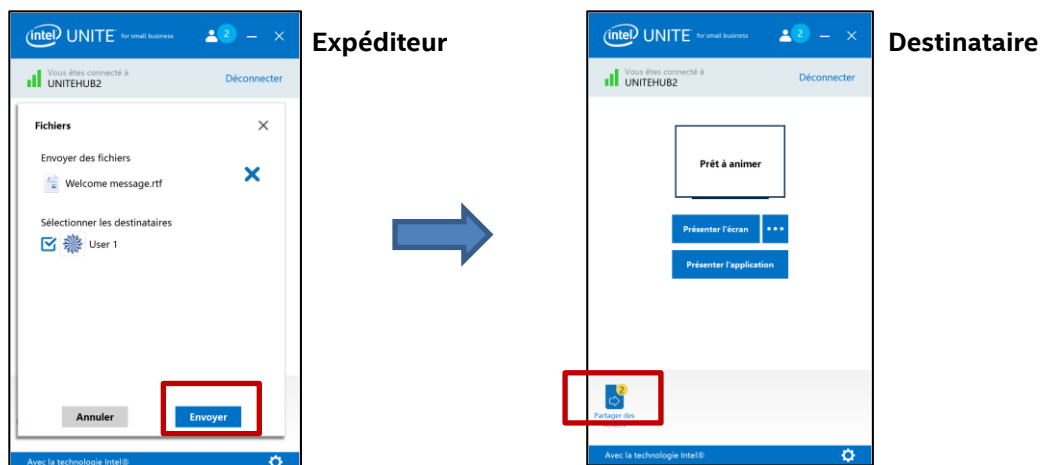 intel UNITE for small business 2
Expéditeur
Vous êtes connecté à
UNITEHUB2
Déconnecter
Fichiers
Envoyer des fichiers
Welcome message.rtf
Sélectionner les destinataires
User 1
Annuler
Envoyer
Avec la technologie Intel®
intel UNITE for small business 2
Destinataire
Vous êtes connecté à
UNITEHUB2
Déconnecter
Prêt à animer
Présenter l'écran
Présenter l'application
2
Partager des
Avec la technologie Intel®